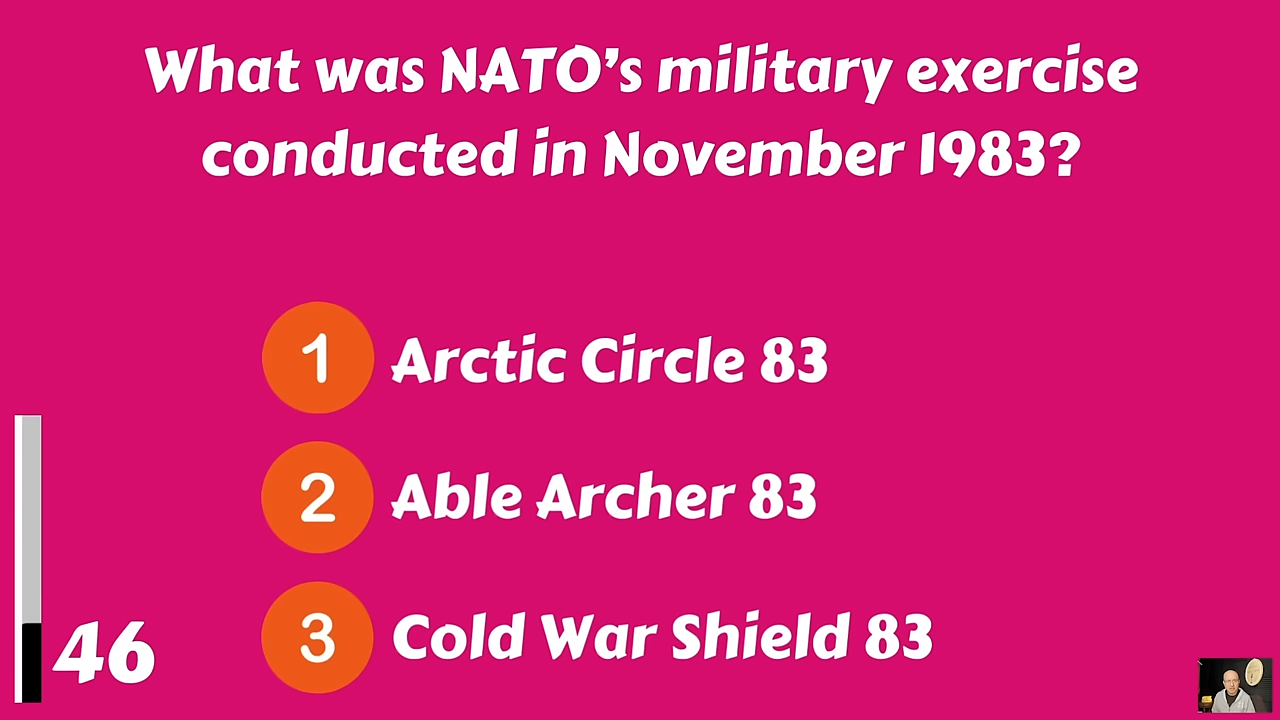 What was NATO's military exercise
conducted in November 1983?
1 Arctic Circle 83
2 Able Archer 83
3 Cold War Shield 83
46